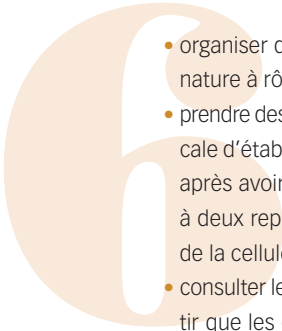 6
• organiser d
nature à rô
• prendre des
cale d'étab
après avoir
à deux rep
de la cellul
• consulter le
tir que les